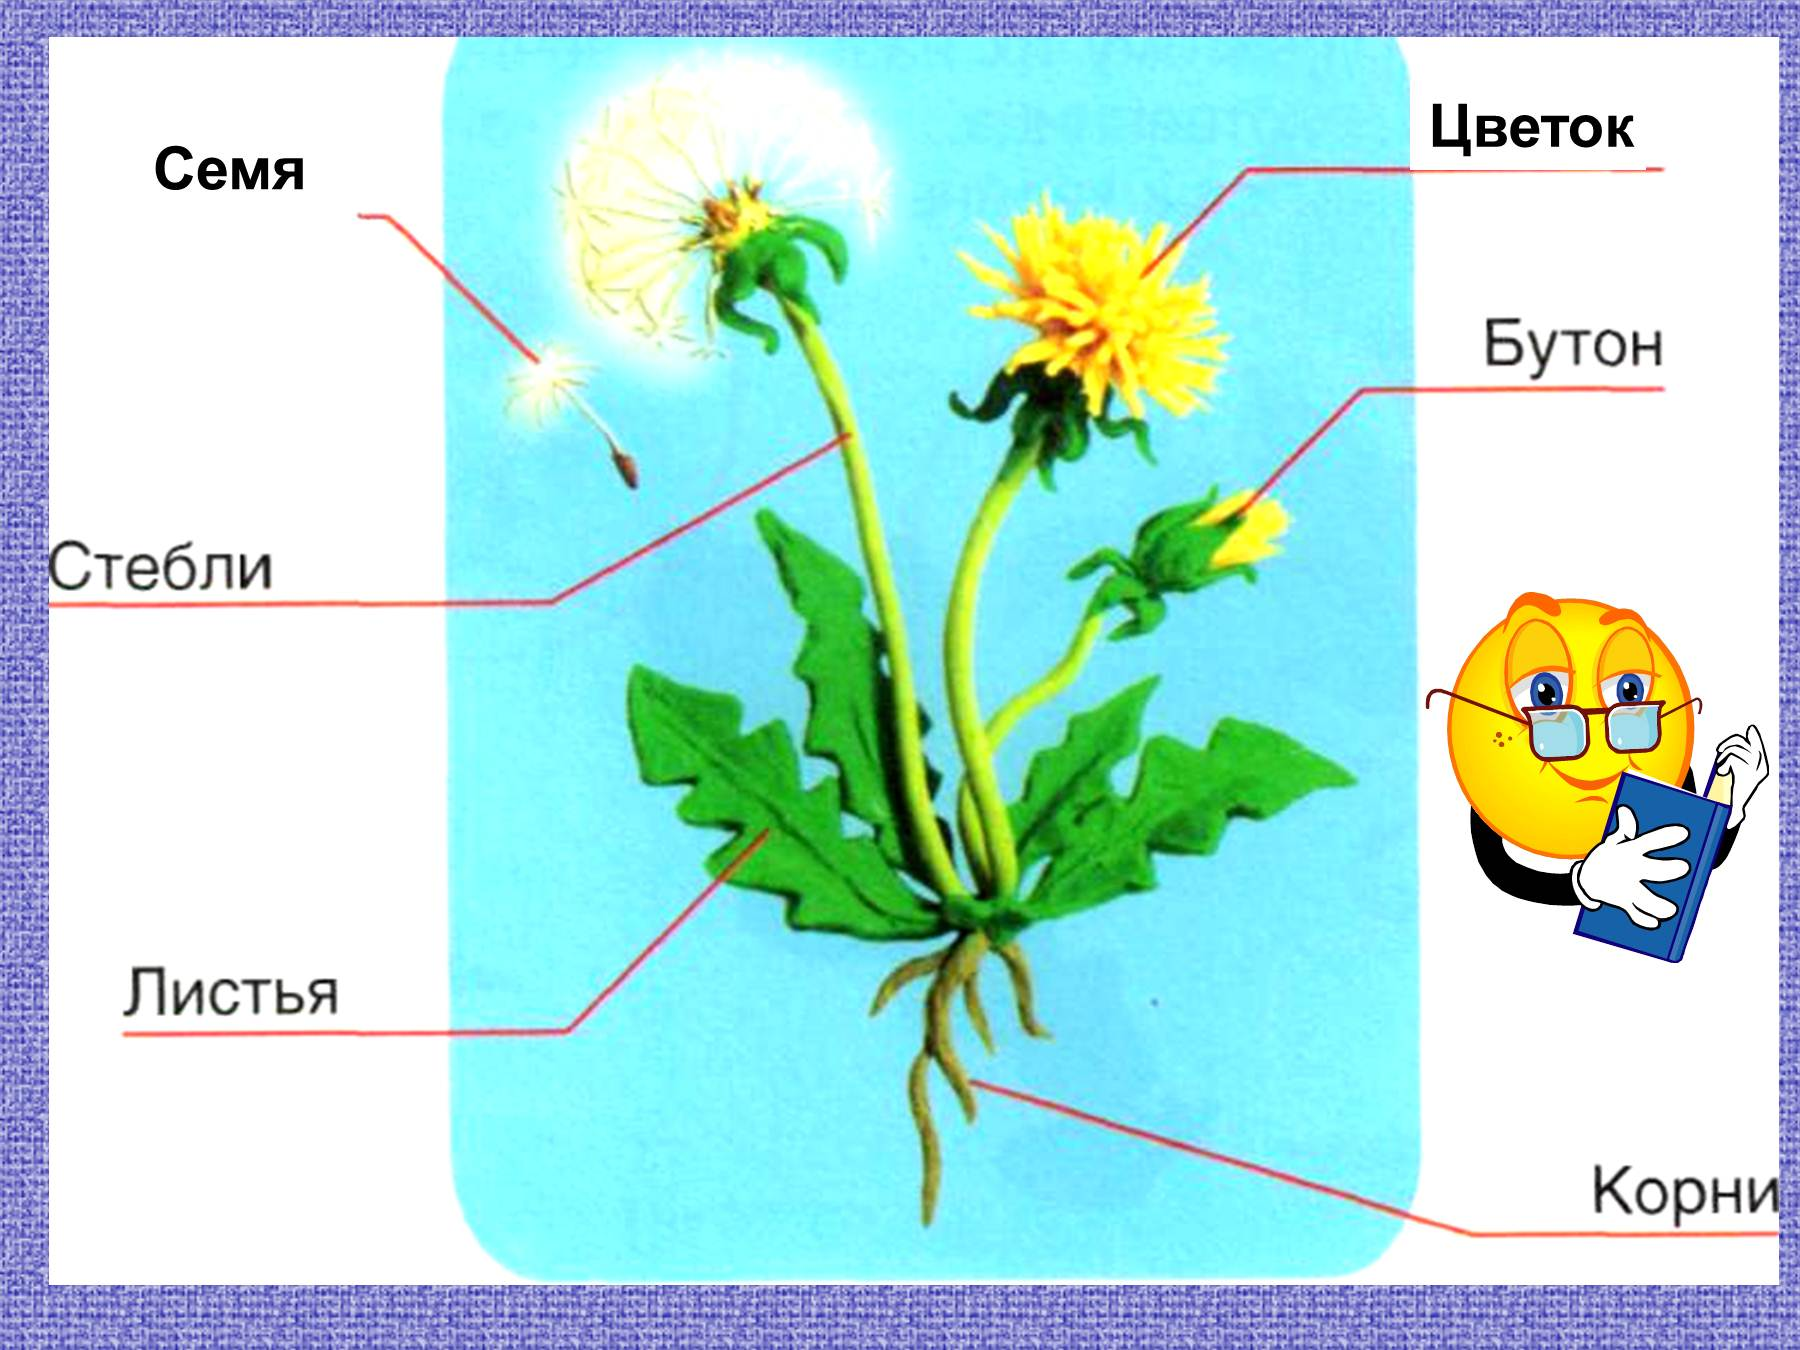 Цветок
Семя
Бутон
Стебли
Листья
Корни